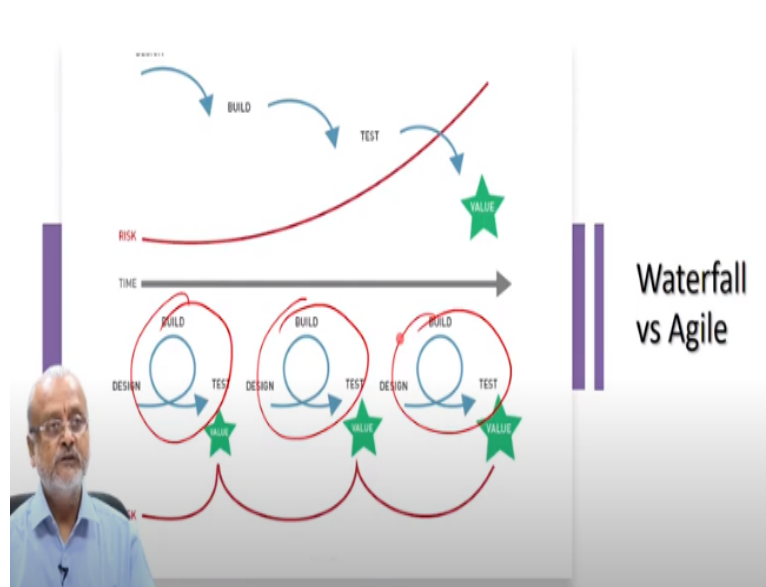 BUILD
TEST
VALUE
RISK
TIME
Waterfall
vs Agile
BUILD BUILD BUILD
DESIGN TEST DESIGN TEST DESIGN TEST
VALUE VALUE VALUE